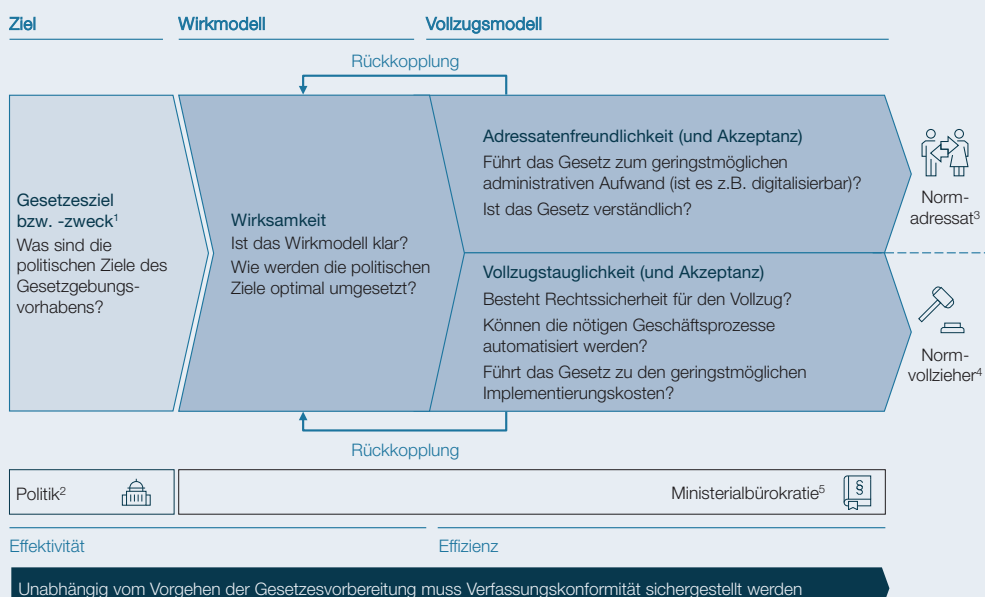 Ziel
Wirkmodell
Vollzugsmodell
Rückkopplung
Gesetzesziel
bzw. -zweck¹
Was sind die
politischen Ziele des
Gesetzgebungs-
vorhabens?
Wirksamkeit
Ist das Wirkmodell klar?
Wie werden die politischen
Ziele optimal umgesetzt?
Adressatenfreundlichkeit (und Akzeptanz)
Führt das Gesetz zum geringstmöglichen
administrativen Aufwand (ist es z.B. digitalisierbar)?
Ist das Gesetz verständlich?
Norm-
adressat³
Vollzugstauglichkeit (und Akzeptanz)
Besteht Rechtssicherheit für den Vollzug?
Können die nötigen Geschäftsprozesse
automatisiert werden?
Führt das Gesetz zu den geringstmöglichen
Implementierungskosten?
Norm-
vollzieher⁴
Rückkopplung
Politik²
Ministerialbürokratie⁵
§
Effektivität
Effizienz
Unabhängig vom Vorgehen der Gesetzesvorbereitung muss Verfassungskonformität sichergestellt werden